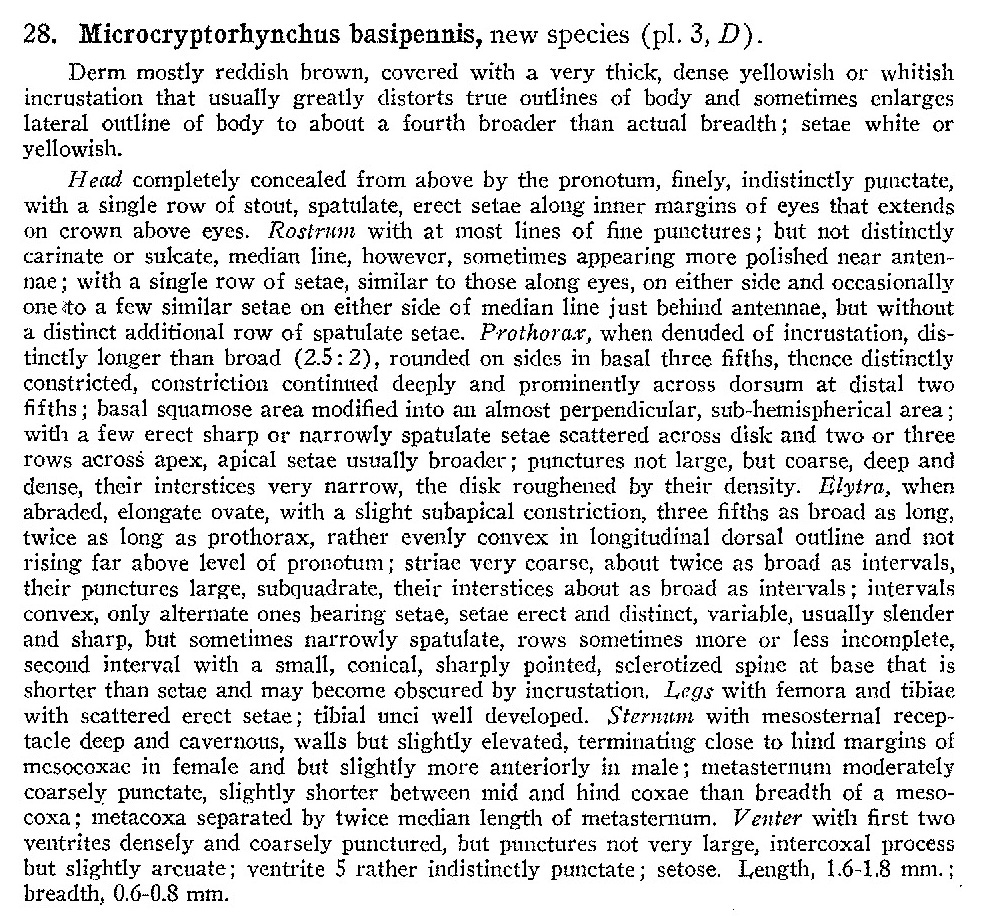 28. Microcryptorhynchus basipennis, new species (pl. 3, D).
Derm mostly reddish brown, covered with a very thick, dense yellowish or whitish
incrustation that usually greatly distorts true outlines of body and sometimes enlarges
lateral outline of body to about a fourth broader than actual breadth; setae white or
yellowish.
Head completely concealed from above by the pronotum, finely, indistinctly punctate,
with a single row of stout, spatulate, erect setae along inner margins of eyes that extends
on crown above eyes. Rostrum with at most lines of fine punctures; but not distinctly
carinate or sulcate, median line, however, sometimes appearing more polished near anten-
nae; with a single row of setae, similar to those along eyes, on either side and occasionally
one to a few similar setae on either side of median line just behind antennae, but without
a distinct additional row of spatulate setae. Prothorax, when denuded of incrustation, dis-
tinctly longer than broad (2.5:2), rounded on sides in basal three fifths, thence distinctly
constricted, constriction continued deeply and prominently across dorsum at distal two
fifths; basal squamose area modified into an almost perpendicular, sub-hemispherical area;
with a few erect sharp or narrowly spatulate setae scattered across disk and two or three
rows across apex, apical setae usually broader; punctures not large, but coarse, deep and
dense, their interstices very narrow, the disk roughened by their density. Elytra, when
abraded, elongate ovate, with a slight subapical constriction, three fifths as broad as long,
twice as long as prothorax, rather evenly convex in longitudinal dorsal outline and not
rising far above level of pronotum; striae very coarse, about twice as broad as intervals,
their punctures large, subquadrate, their interstices about as broad as intervals; intervals
convex, only alternate ones bearing setae, setae erect and distinct, variable, usually slender
and sharp, but sometimes narrowly spatulate, rows sometimes more or less incomplete,
second interval with a small, conical, sharply pointed, sclerotized spine at base that is
shorter than setae and may become obscured by incrustation. Legs with femora and tibiae
with scattered erect setae; tibial unci well developed. Sternum with mesosternal recep-
tacle deep and cavernous, walls but slightly elevated, terminating close to hind margins of
mesocoxae in female and but slightly more anteriorly in male; metasternum moderately
coarsely punctate, slightly shorter between mid and hind coxae than breadth of a meso-
coxa; metacoxa separated by twice median length of metasternum. Venter with first two
ventrites densely and coarsely punctured, but punctures not very large, intercoxal process
but slightly arcuate; ventrite 5 rather indistinctly punctate; setose. Length, 1.6-1.8 mm.;
breadth, 0.6-0.8 mm.